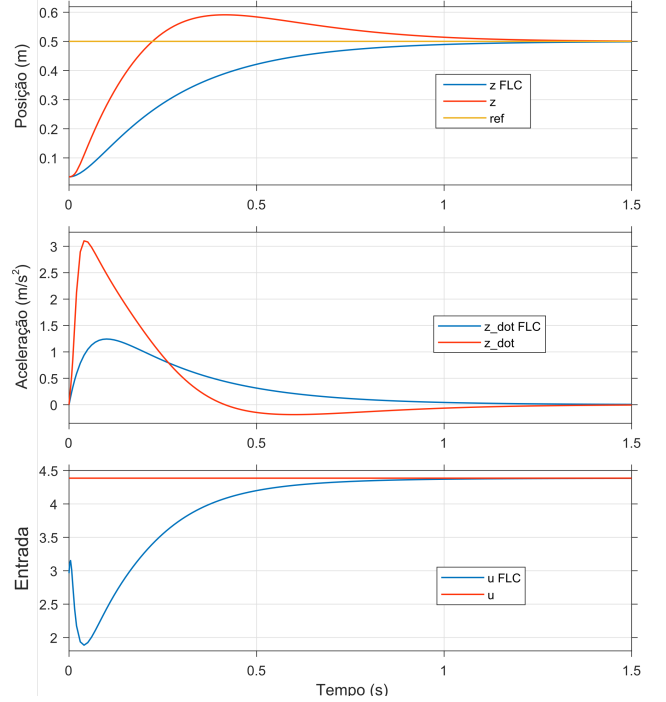 0.6
0.5
0.4
0.3
0.2
0.1
Posição (m)
z FLC
z
ref
0 0.5 1 1.5
3
2.5
2
1.5
1
0.5
0
Aceleração (m/s²)
z_dot FLC
z_dot
0 0.5 1 1.5
4.5
4
3.5
3
2.5
2
Entrada
u FLC
u
0 0.5 1 1.5
Tempo (s)